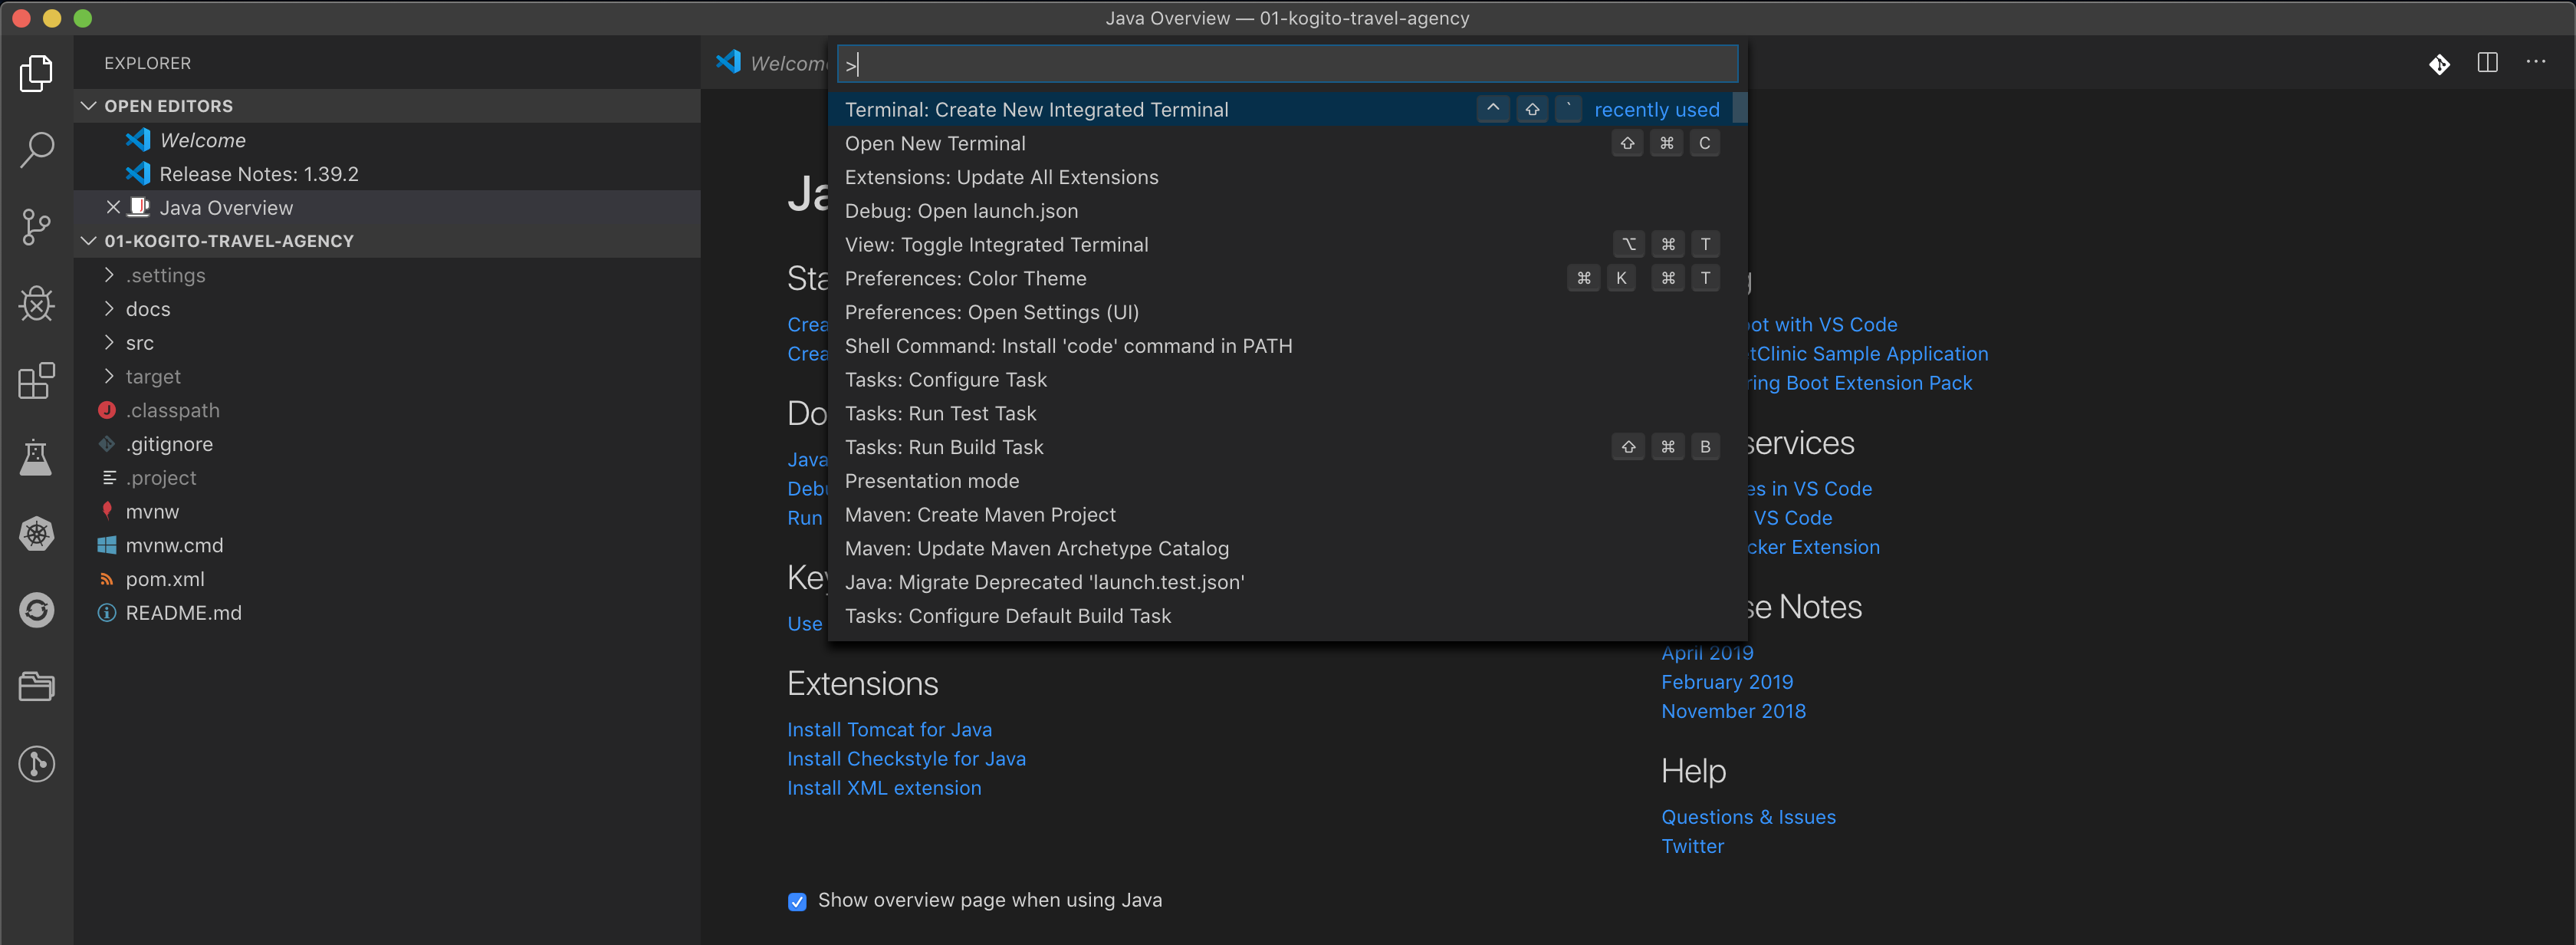 Java Overview — 01-kogito-travel-agency
EXPLORER
OPEN EDITORS
Welcome
Release Notes: 1.39.2
Java Overview
01-KOGITO-TRAVEL-AGENCY
.settings
docs
src
target
.classpath
.gitignore
.project
mvnw
mvnw.cmd
pom.xml
README.md
Welcom
>
Terminal: Create New Integrated Terminal ^ ⇧ ` recently used
Open New Terminal ⇧ ⌘ C
Extensions: Update All Extensions
Debug: Open launch.json
View: Toggle Integrated Terminal ⌥ ⌘ T
Preferences: Color Theme ⌘ K ⌘ T
Preferences: Open Settings (UI)
Shell Command: Install 'code' command in PATH
Tasks: Configure Task
Tasks: Run Test Task
Tasks: Run Build Task ⇧ ⌘ B
Presentation mode
Maven: Create Maven Project
Maven: Update Maven Archetype Catalog
Java: Migrate Deprecated 'launch.test.json'
Tasks: Configure Default Build Task
Ja
Sta
Crea
Crea
Do
Java
Debu
Run
Key
Use
Extensions
Install Tomcat for Java
Install Checkstyle for Java
Install XML extension
Show overview page when using Java
g
ot with VS Code
tClinic Sample Application
ring Boot Extension Pack
services
es in VS Code
VS Code
cker Extension
se Notes
April 2019
February 2019
November 2018
Help
Questions & Issues
Twitter